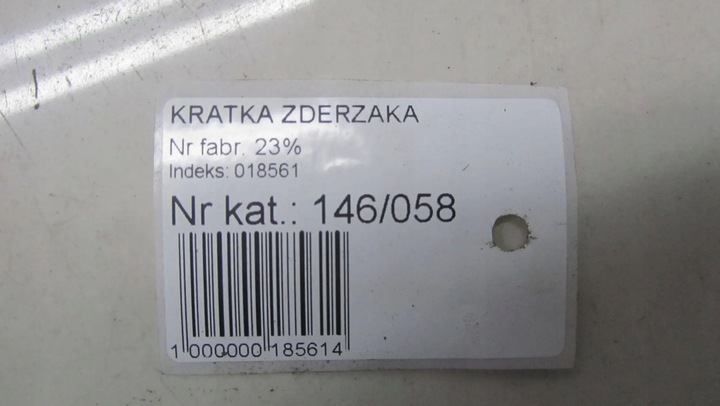 KRATKA ZDERZAKA
Nr fabr. 23%
Indeks: 018561
Nr kat.: 146/058
1 000000 185614